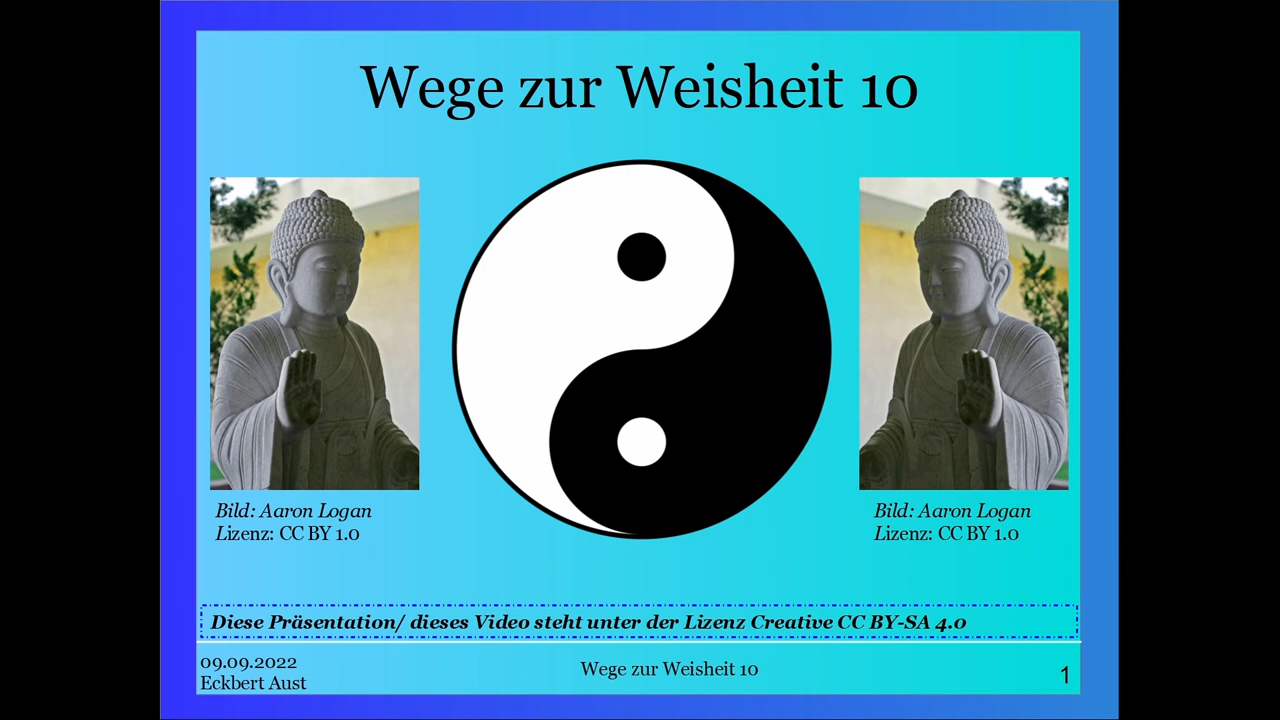 Wege zur Weisheit 10
Bild: Aaron Logan
Lizenz: CC BY 1.0
Bild: Aaron Logan
Lizenz: CC BY 1.0
Diese Präsentation/ dieses Video steht unter der Lizenz Creative CC BY-SA 4.0
09.09.2022
Eckbert Aust
Wege zur Weisheit 10
1